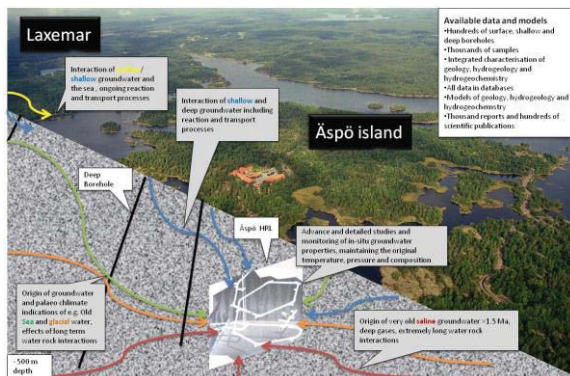 Laxemar
Äspö island
Available data and models
•Hundreds of surface, shallow and
deep boreholes
•Thousands of samples
• Integrated characterisation of
geology, hydrogeology and
hydrogeochemistry
•All data in databases
•Models of geology, hydrogeology and
hydrogeochemistry
•Thousand reports and hundreds of
scientific publications
Interaction of
shallow groundwater and
the sea , ongoing reaction
and transport processes
Interaction of shallow
and deep groundwater including
reaction and transport
processes
Deep
Borehole
Äspö HRL
Advance and detailed studies and
monitoring of in-situ groundwater
properties, maintaining the original
temperature, pressure and composition
Origin of groundwater
and palaeo chlimate indications
of e.g. Old
Sea and glacial water,
effects of long term
water rock interactions
Origin of very old saline groundwater >1.5 Ma,
deep gases, extremely long water rock
interactions
-500 m
depth